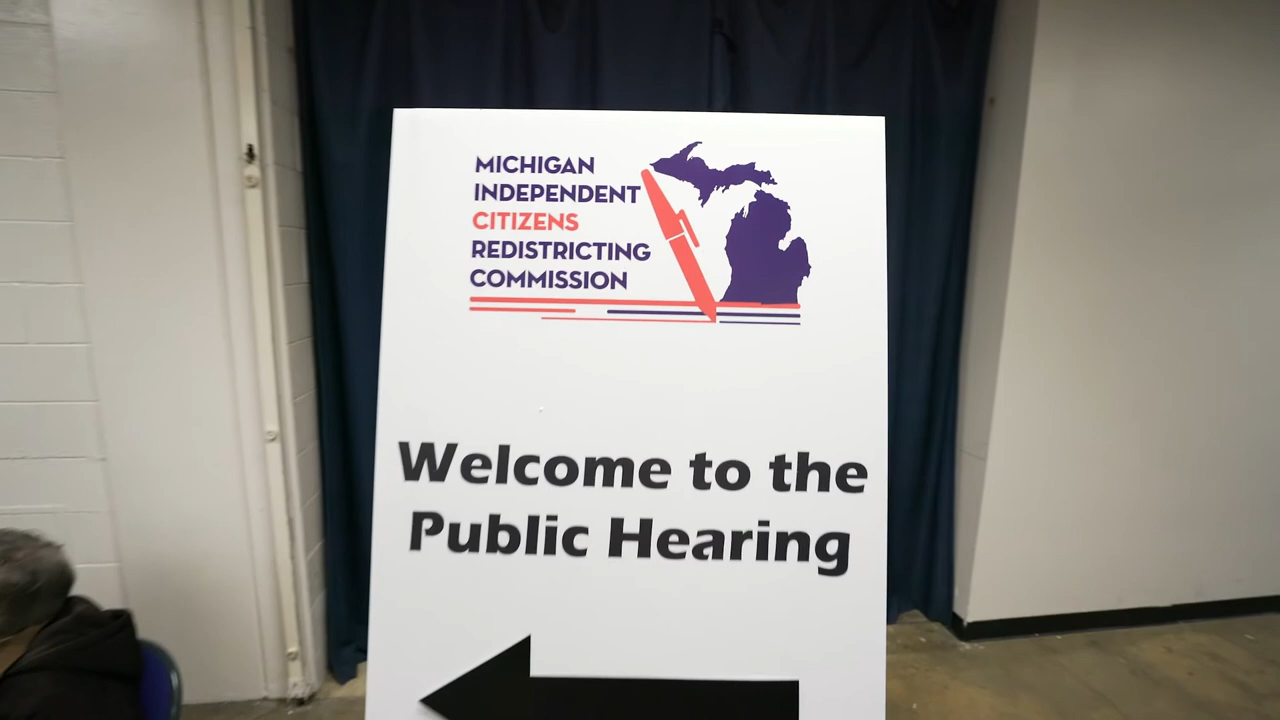 MICHIGAN
INDEPENDENT
CITIZENS
REDISTRICTING
COMMISSION
Welcome to the
Public Hearing